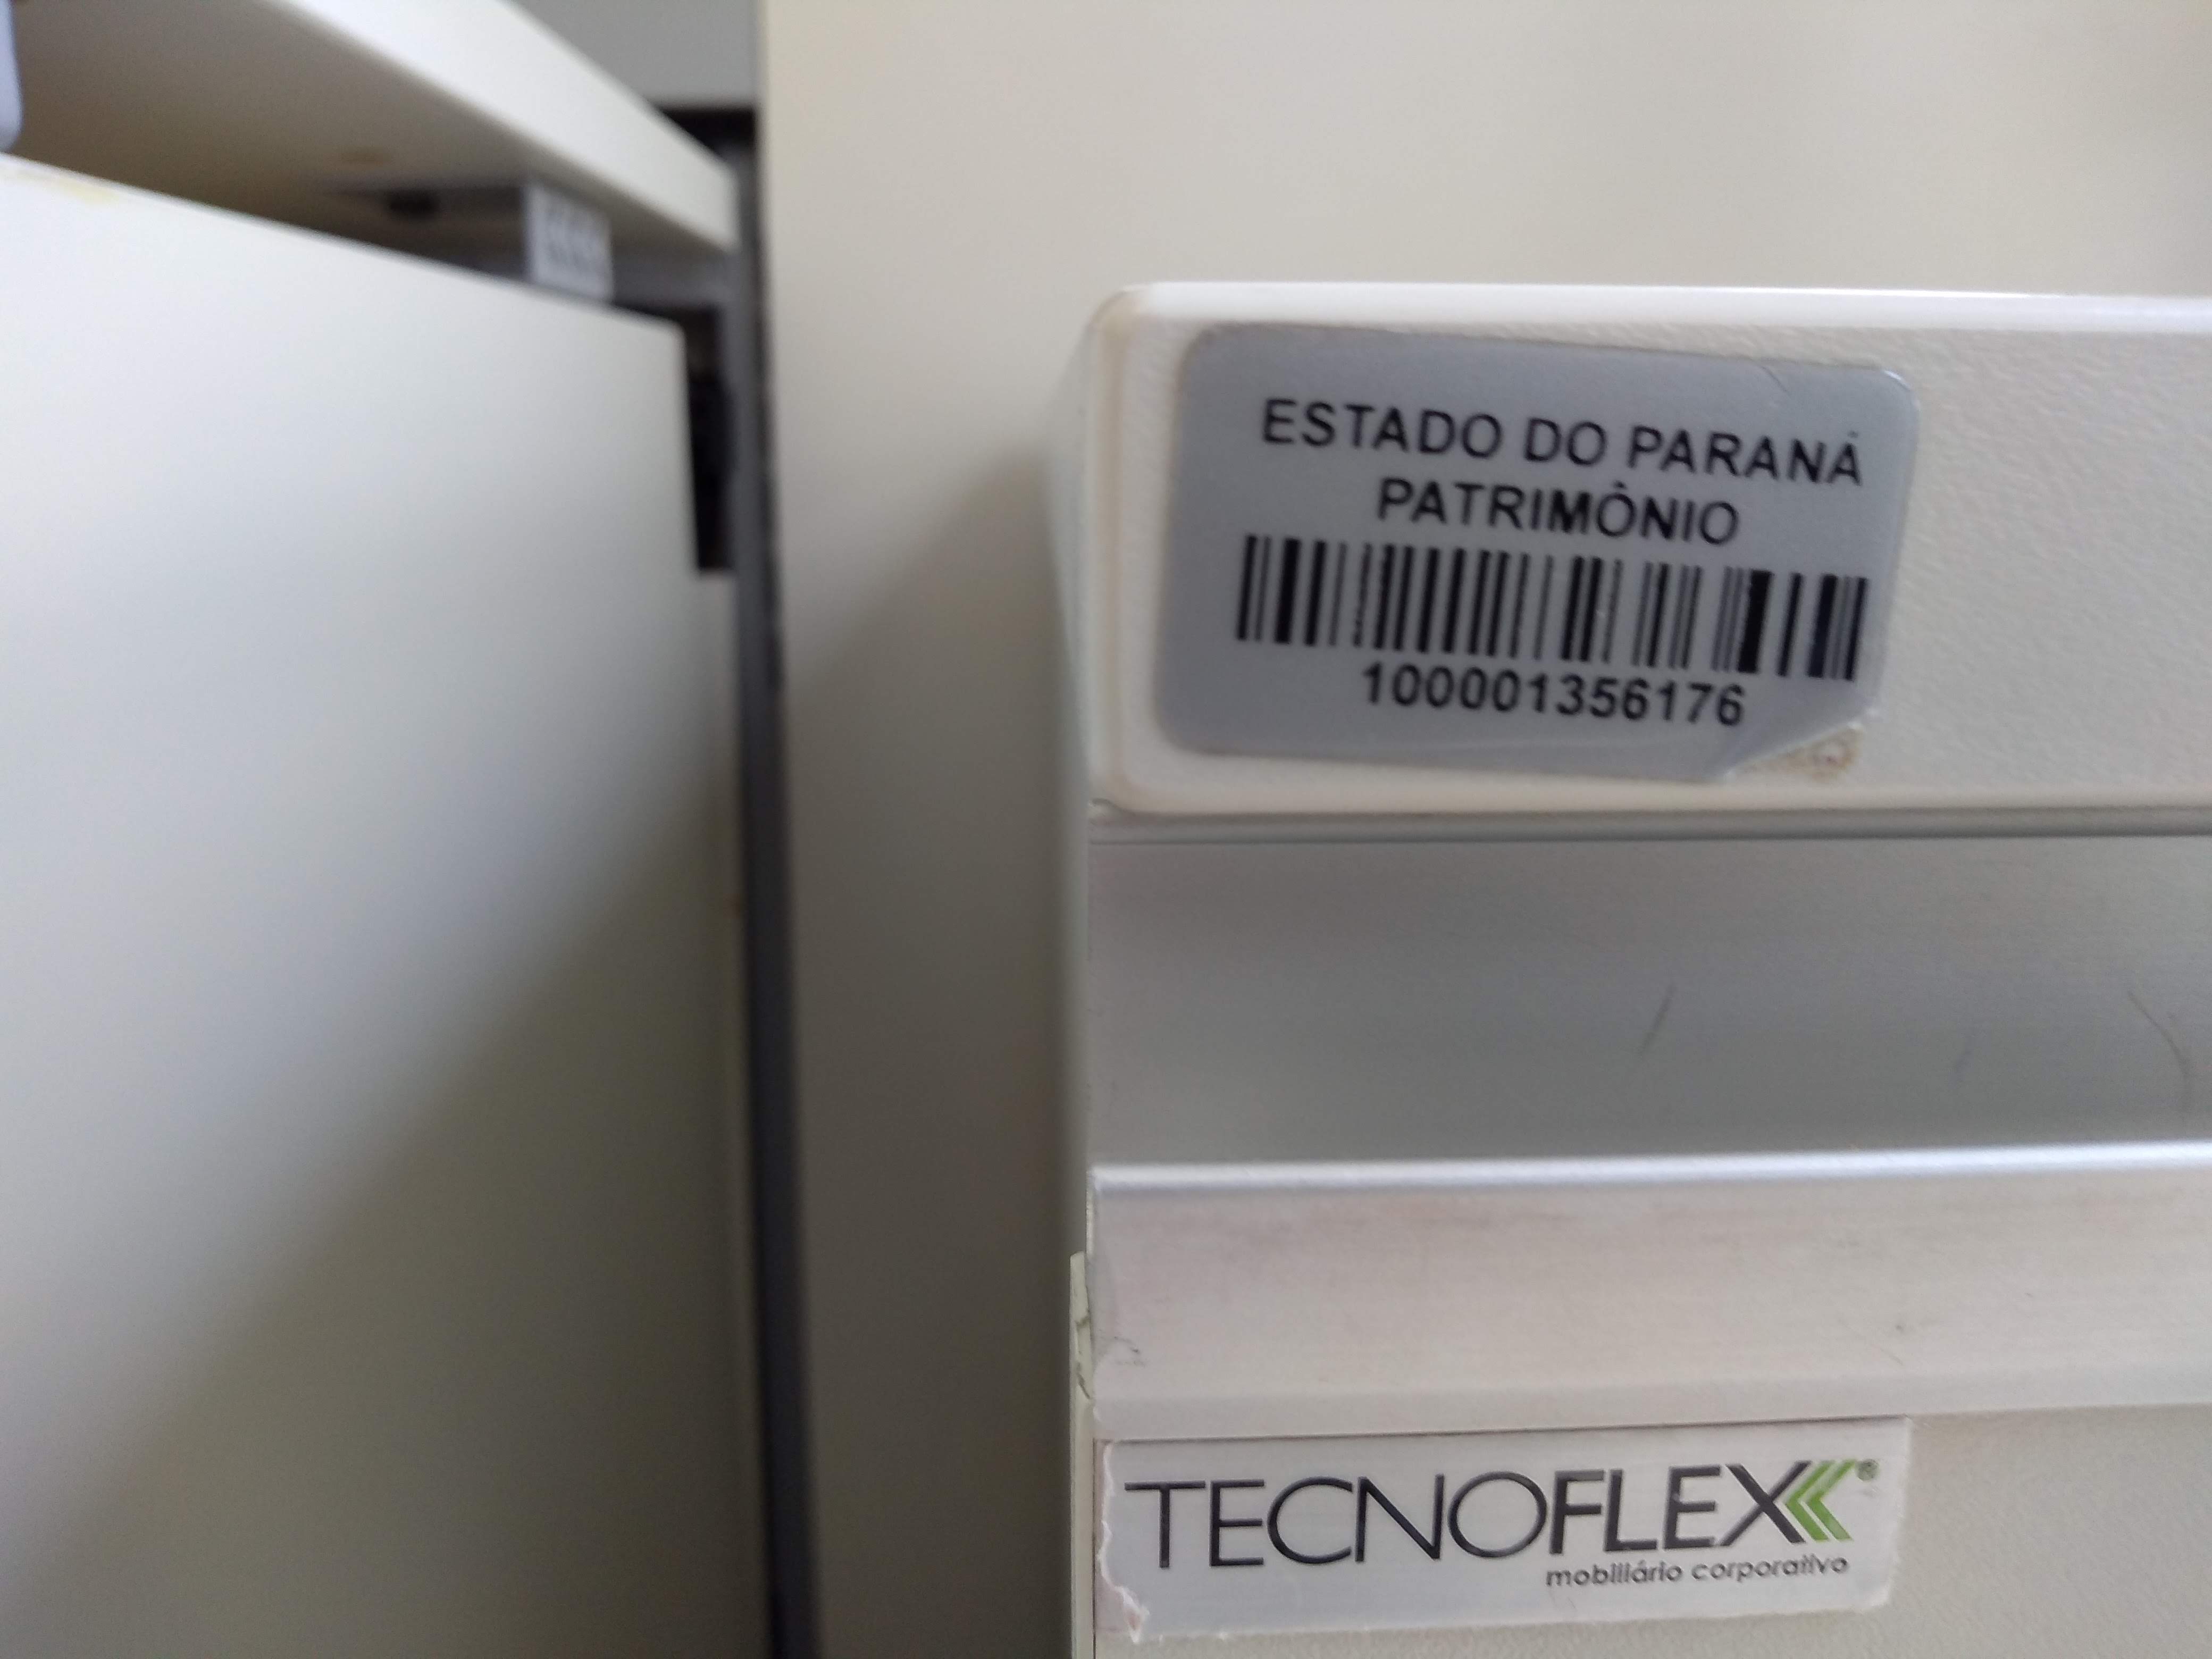 ESTADO DO PARANÁ
PATRIMÔNIO
100001356176
TECNOFLEX®
mobiliário corporativo